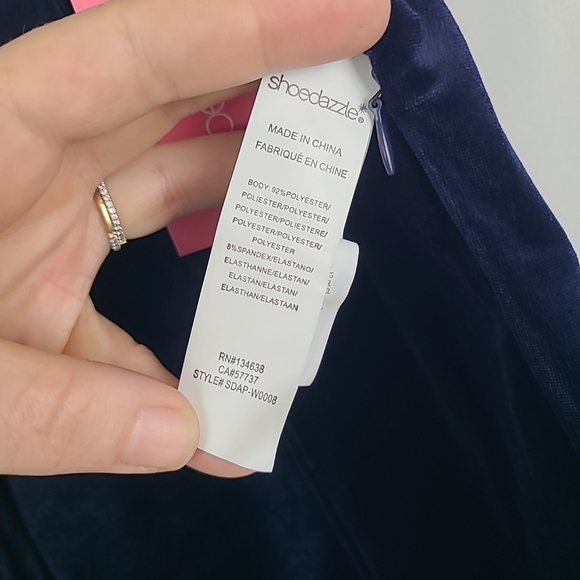 shoedazzle
MADE IN CHINA
FABRIQUÉ EN CHINE
BODY: 92%POLYESTER/
POLIESTER/POLYESTER/
POLYESTER/POLIESTERE/
POLYESTER/POLYESTER/
POLYESTER
8%SPANDEX/ELASTANO/
ELASTHANNE/ELASTAN/
ELASTAN/ELASTAN/
ELASTHAN/ELASTAAN
RN#134638
CA#57737
STYLE# SDAP-W0008